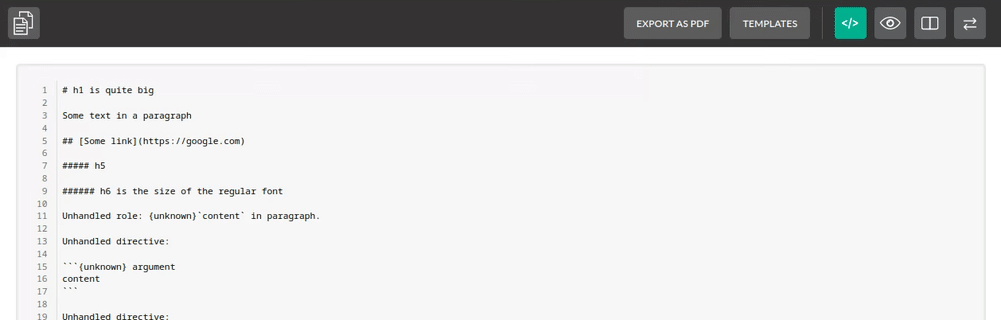 EXPORT AS PDF TEMPLATES </>
1 # h1 is quite big
2
3 Some text in a paragraph
4
5 ## [Some link](https://google.com)
6
7 ##### h5
8
9 ###### h6 is the size of the regular font
10
11 Unhandled role: {unknown}`content` in paragraph.
12
13 Unhandled directive:
14
15 ```{unknown} argument
16 content
17 ```
18
19 Unhandled directive: